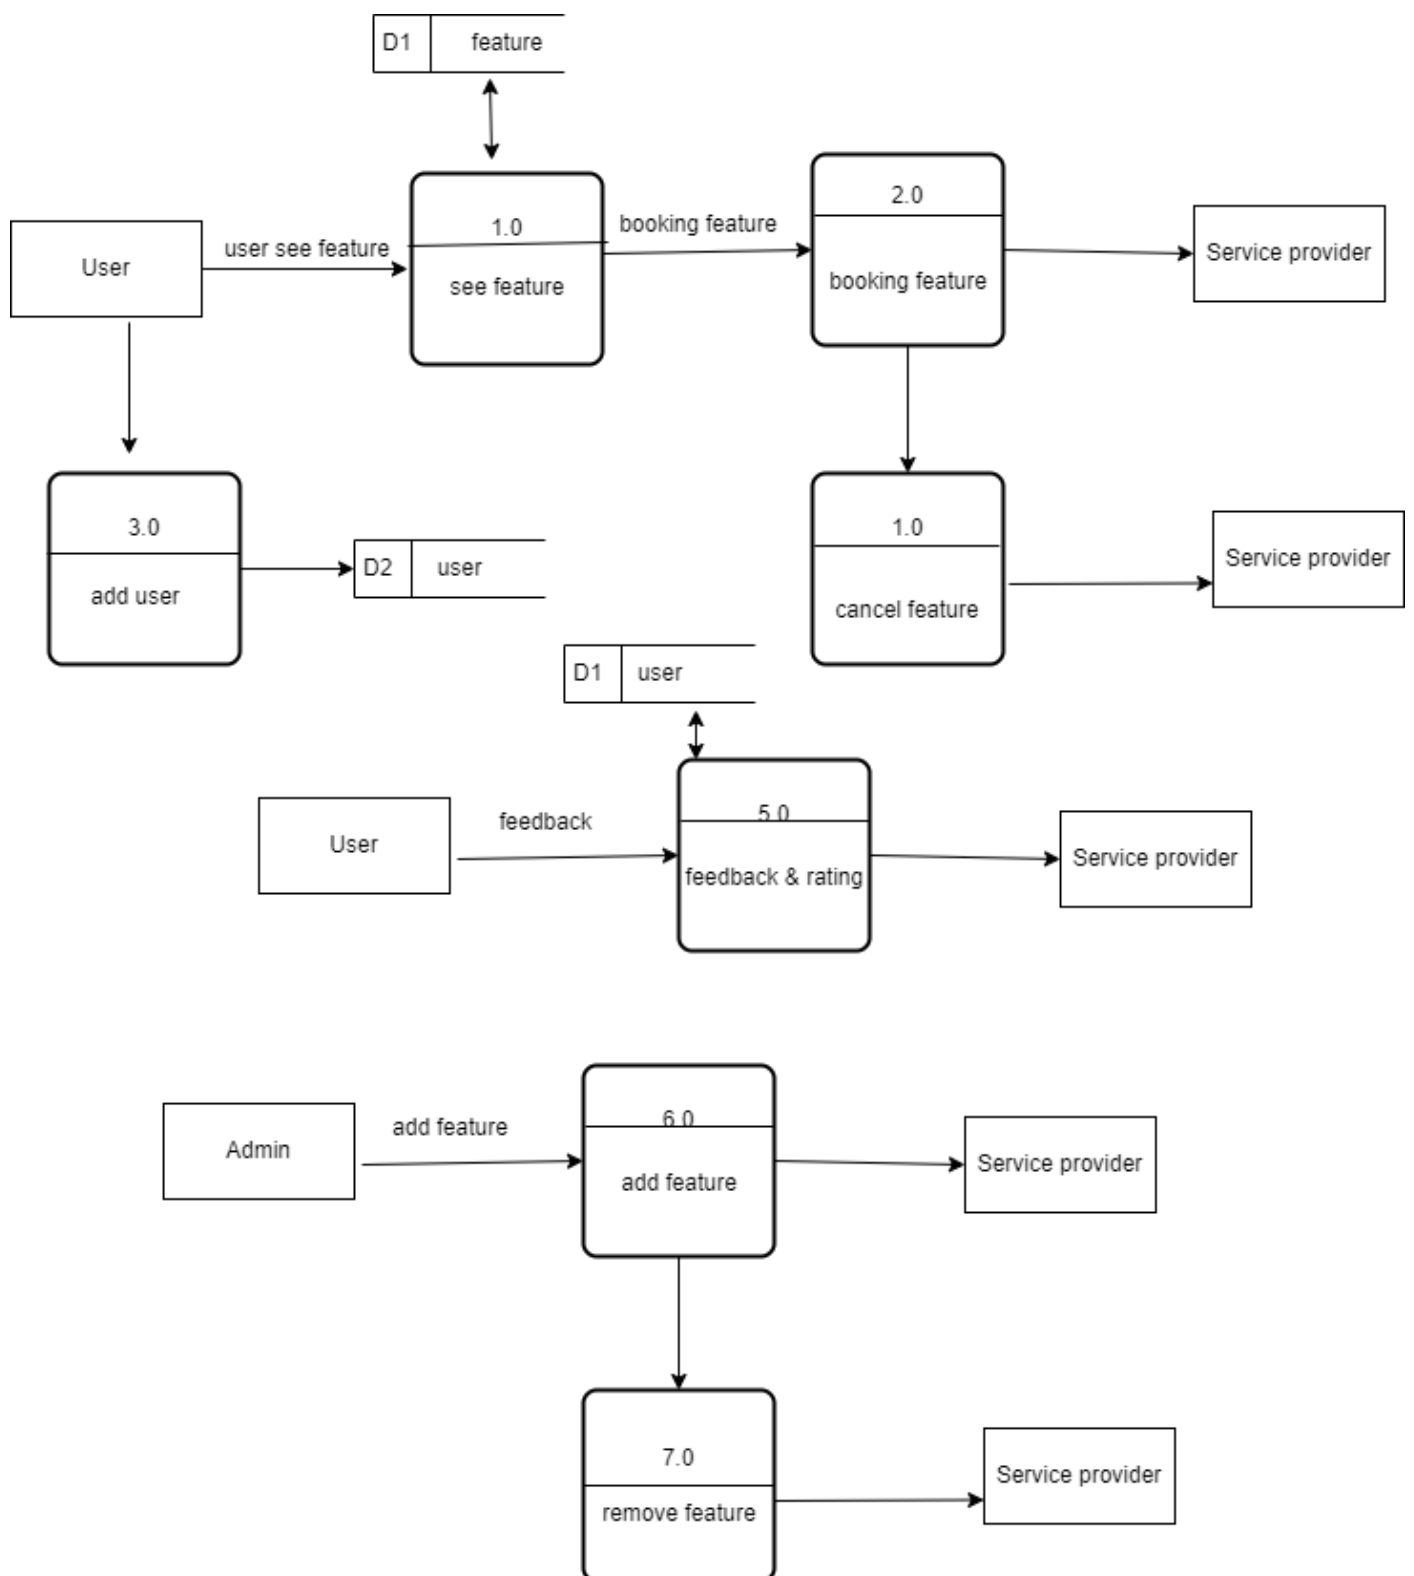 D1 feature
1.0
2.0
User
user see feature
booking feature
see feature
booking feature
Service provider
3.0
add user
D2 user
1.0
cancel feature
Service provider
D1 user
User
feedback
5.0
feedback & rating
Service provider
Admin
add feature
6.0
add feature
Service provider
7.0
remove feature
Service provider